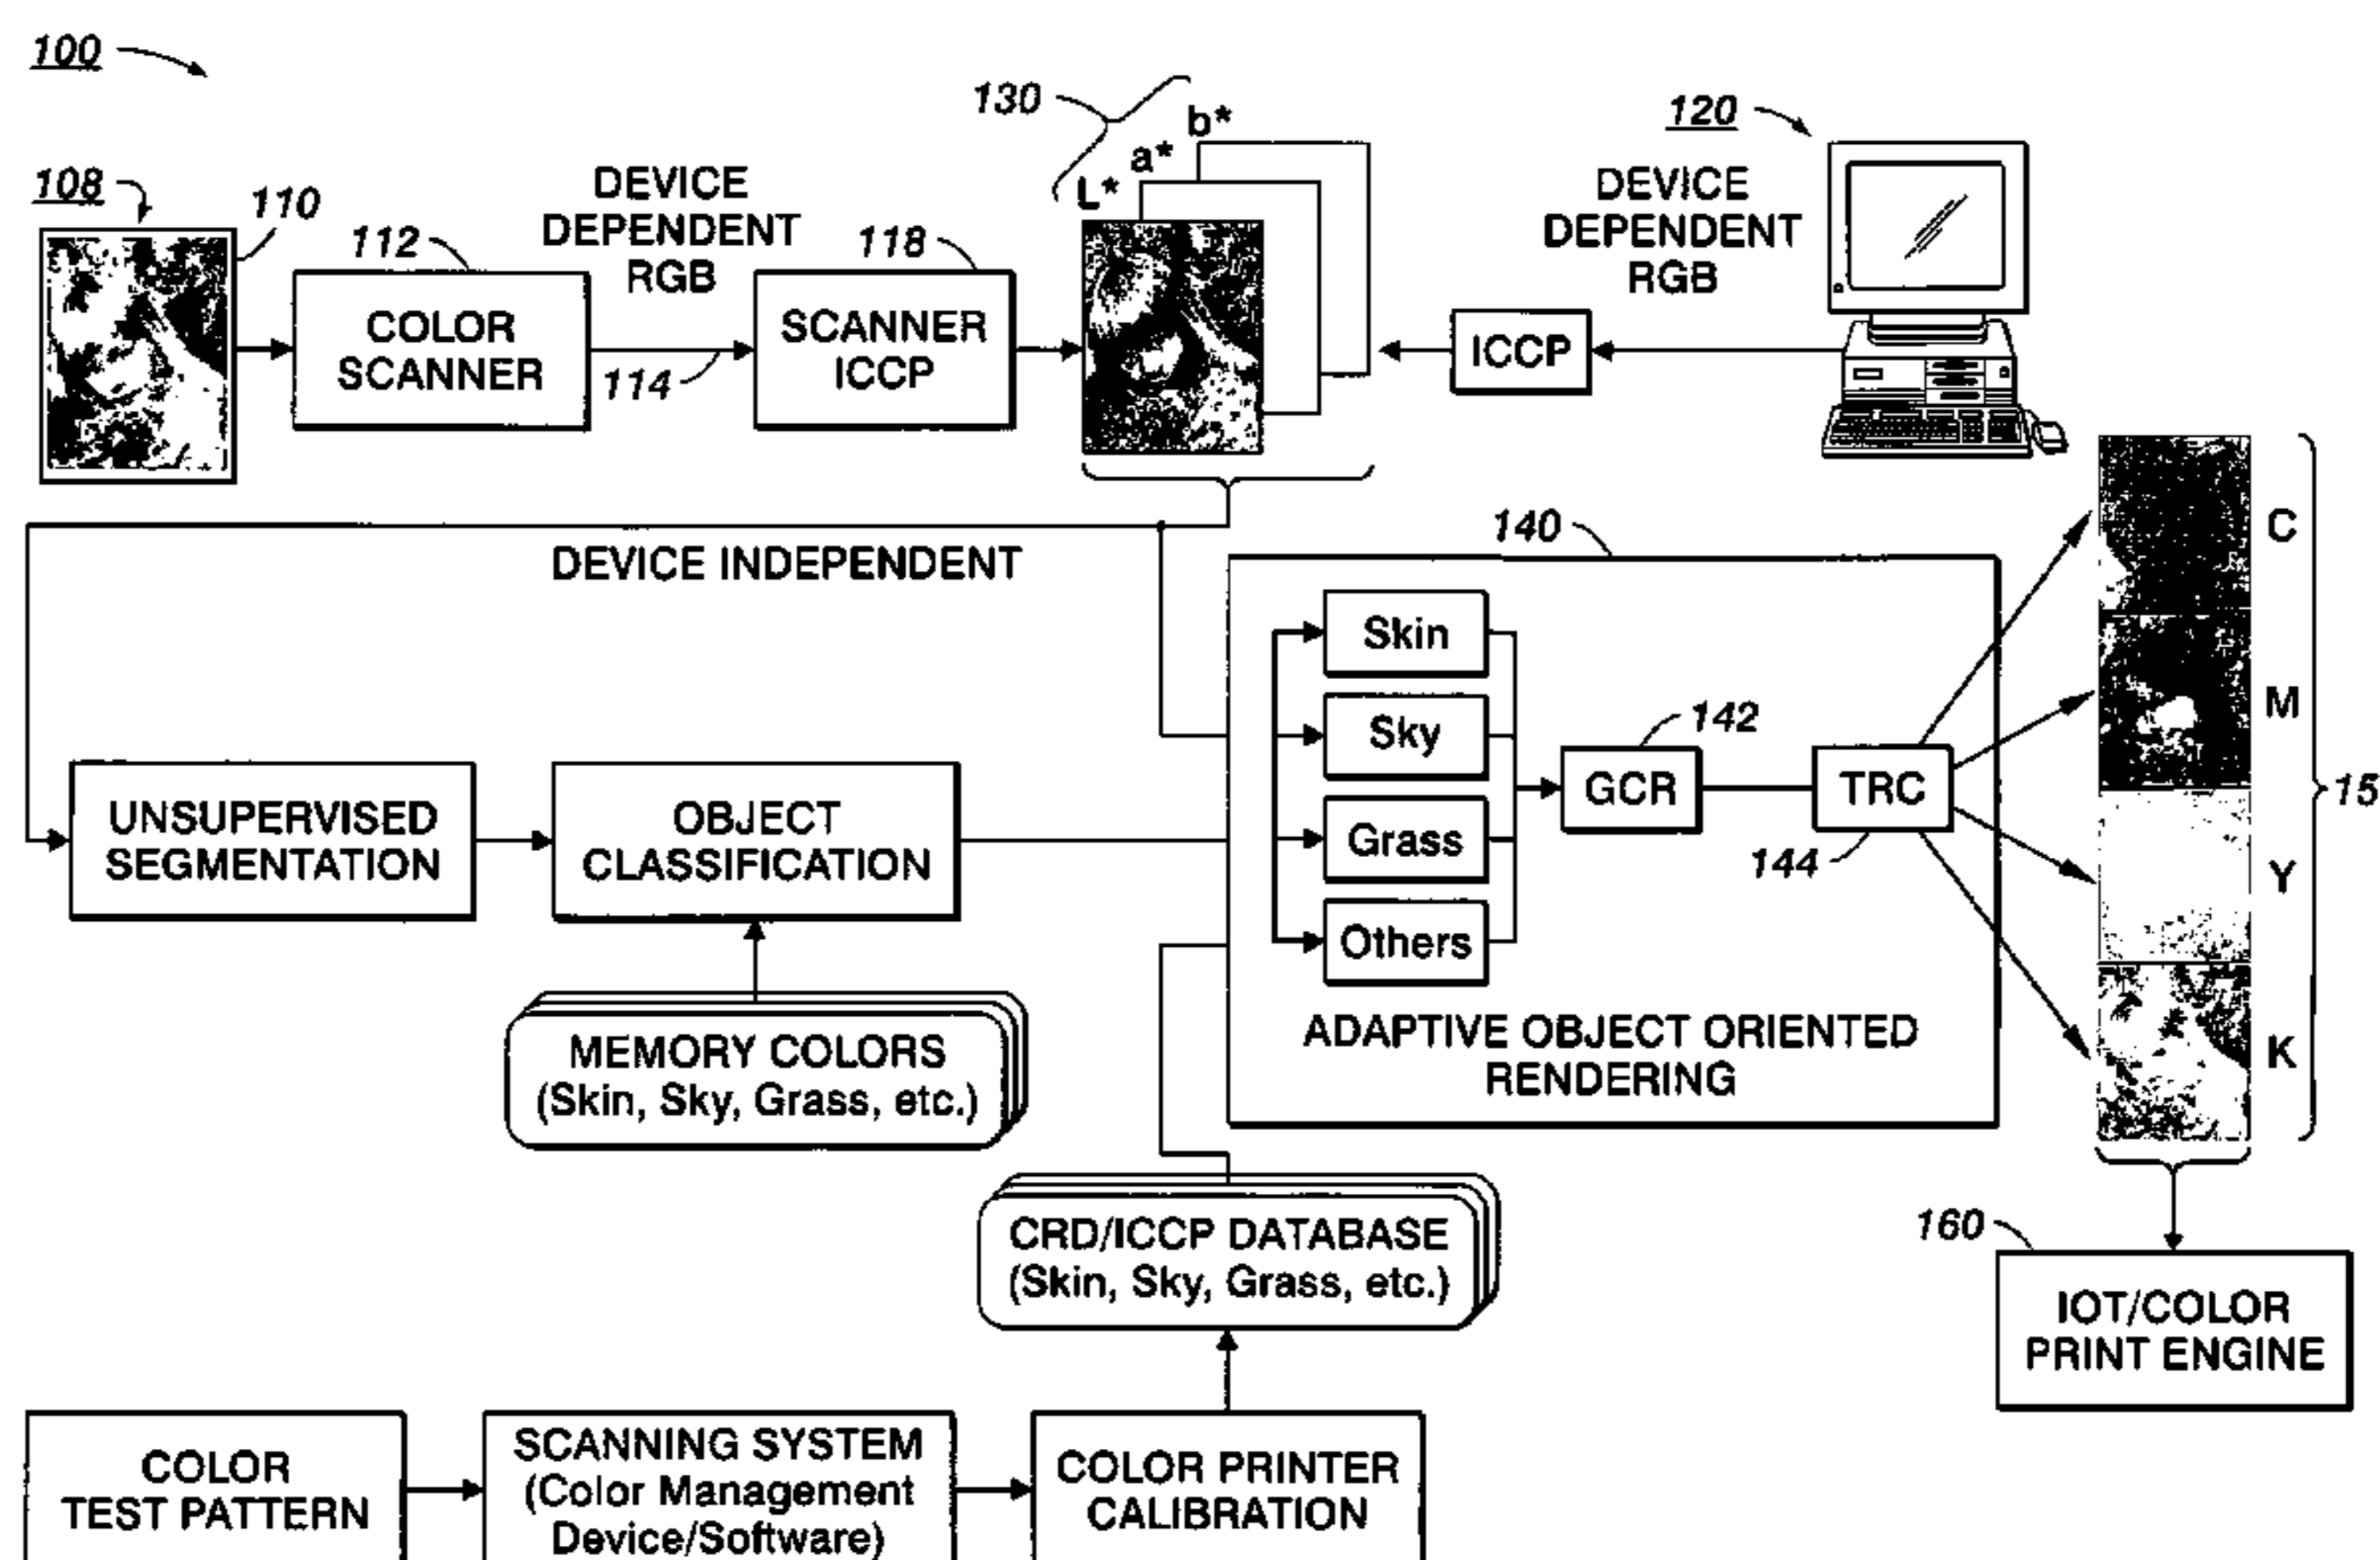 100
130
b*
a*
L*
120
108
110
112
DEVICE
DEPENDENT
RGB
118
DEVICE
DEPENDENT
RGB
COLOR
SCANNER
114
SCANNER
ICCP
ICCP
DEVICE INDEPENDENT
140
C
M
Y
K
15
Skin
Sky
Grass
Others
142
GCR
TRC
144
ADAPTIVE OBJECT ORIENTED
RENDERING
UNSUPERVISED
SEGMENTATION
OBJECT
CLASSIFICATION
MEMORY COLORS
(Skin, Sky, Grass, etc.)
CRD/ICCP DATABASE
(Skin, Sky, Grass, etc.)
160
IOT/COLOR
PRINT ENGINE
COLOR
TEST PATTERN
SCANNING SYSTEM
(Color Management
Device/Software)
COLOR PRINTER
CALIBRATION